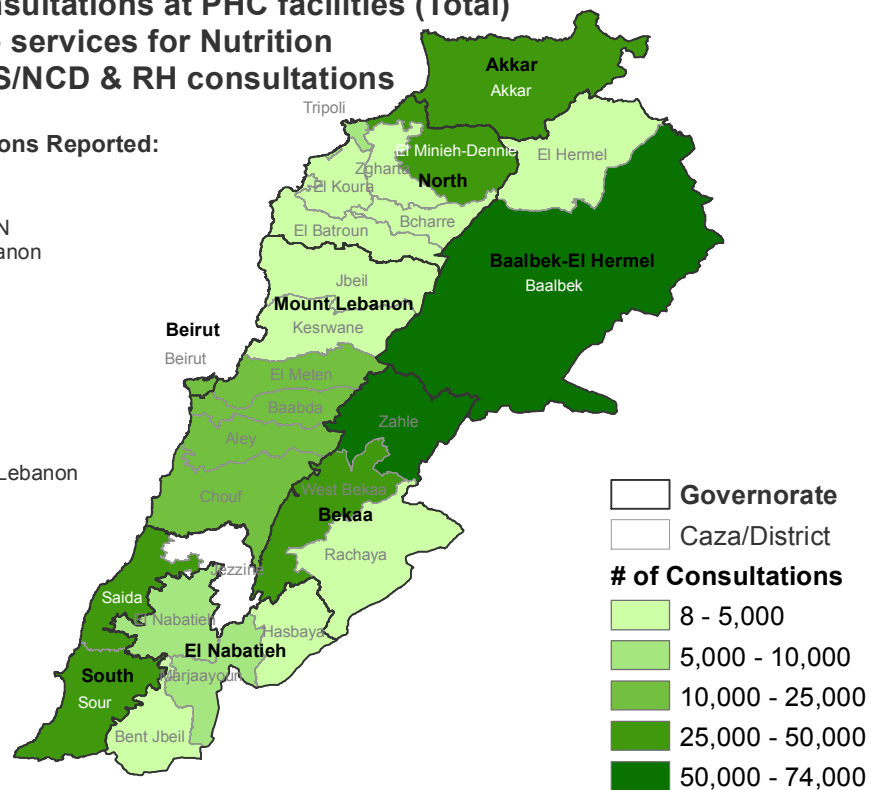 nsultations at PHC facilities (Total)
services for Nutrition
S/NCD & RH consultations
ons Reported:
N
anon
Lebanon
Akkar
Akkar
Tripoli
El Minieh-Dennie
El Hermel
Zgharta
North
El Koura
Bcharre
El Batroun
Baalbek-El Hermel
Baalbek
Jbeil
Mount Lebanon
Kesrwane
Beirut
Beirut
El Meten
Baabda
Zahle
Aley
West Bekaa
Chouf
Bekaa
Rachaya
Jezzine
Saida
El Nabatieh
Hasbaya
El Nabatieh
South
Marjaayoun
Sour
Bent Jbeil
Governorate
Caza/District
# of Consultations
8 - 5,000
5,000 - 10,000
10,000 - 25,000
25,000 - 50,000
50,000 - 74,000